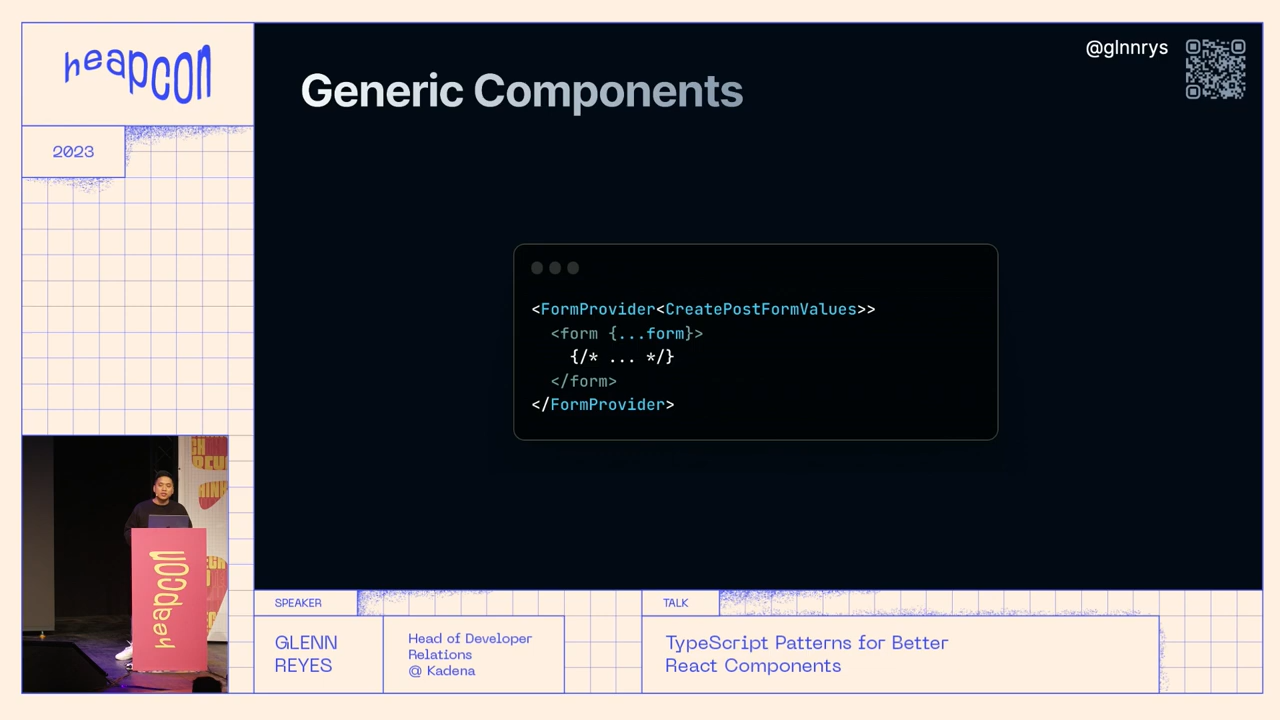 heapcon
2023
@glnnrys
Generic Components
<FormProvider<CreatePostFormValues>>
<form {...form}>
{/* ... */}
</form>
</FormProvider>
heapcon
SPEAKER
GLENN
REYES
Head of Developer
Relations
@ Kadena
TALK
TypeScript Patterns for Better
React Components